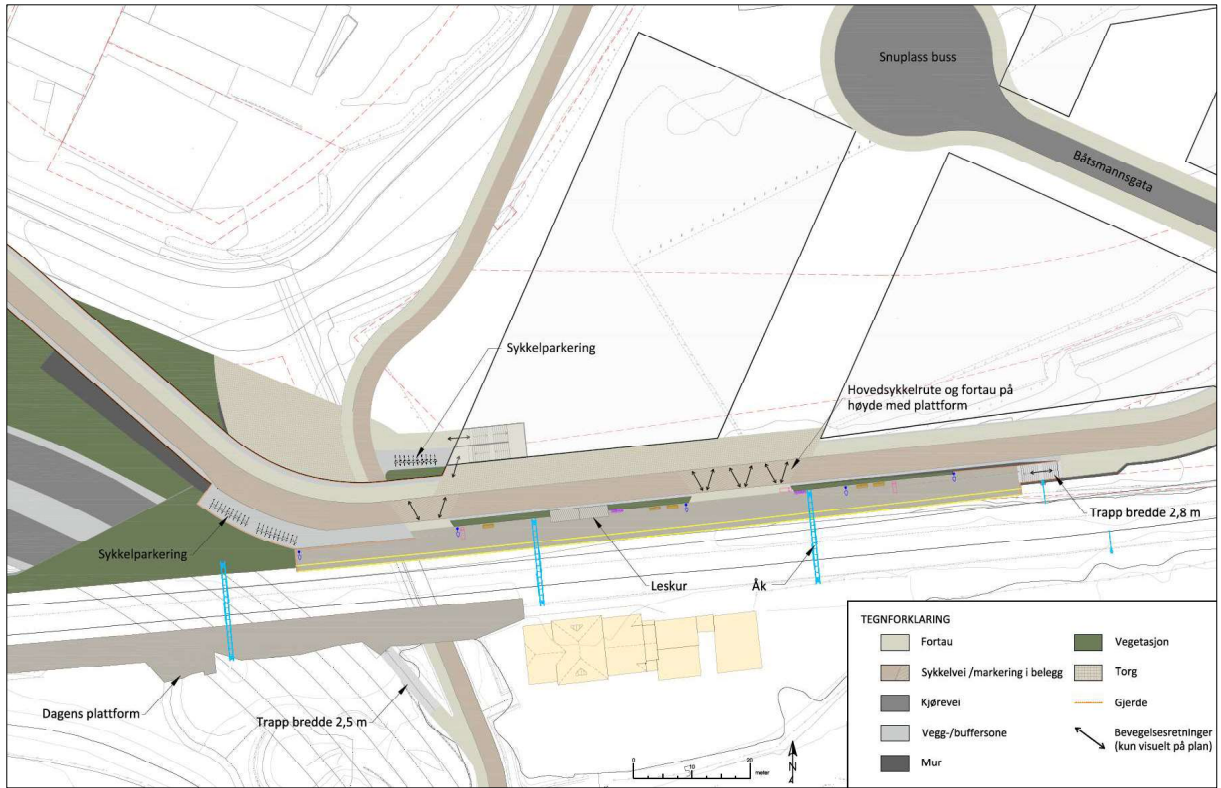 Snuplass buss
Båtsmannsgata
Sykkelparkering
Hovedsykkelrute og fortau på
høyde med plattform
Sykkelparkering
Trapp bredde 2,8 m
Leskur
Åk
Dagens plattform
Trapp bredde 2,5 m
TEGNFORKLARING
Fortau
Sykkelvei /markering i belegg
Kjørevei
Vegg-/buffersone
Mur
Vegetasjon
Torg
Gjerde
Bevegelsesretninger
(kun visuelt på plan)
0 10 20
meter
N